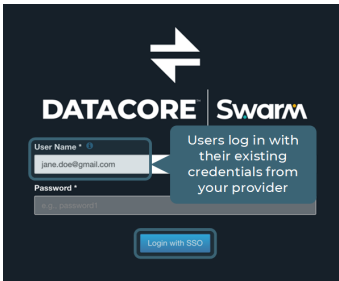 DATACORE™ Swarm
User Name *
jane.doe@gmail.com
Users log in with
their existing
credentials from
your provider
Password *
e.g., password1
Login with SSO